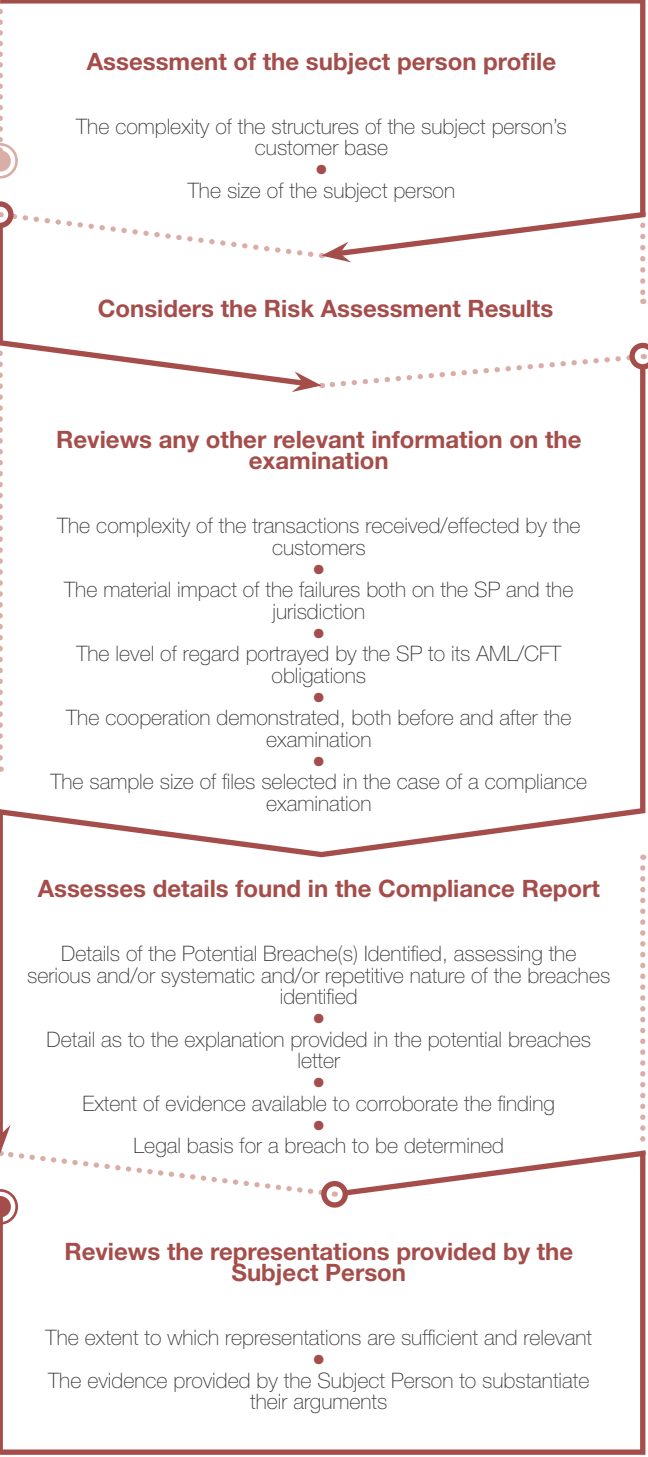 Assessment of the subject person profile
The complexity of the structures of the subject person's
customer base
The size of the subject person
Considers the Risk Assessment Results
Reviews any other relevant information on the
examination
The complexity of the transactions received/effected by the
customers
The material impact of the failures both on the SP and the
jurisdiction
The level of regard portrayed by the SP to its AML/CFT
obligations
The cooperation demonstrated, both before and after the
examination
The sample size of files selected in the case of a compliance
examination
Assesses details found in the Compliance Report
Details of the Potential Breache(s) Identified, assessing the
serious and/or systematic and/or repetitive nature of the breaches
identified
Detail as to the explanation provided in the potential breaches
letter
Extent of evidence available to corroborate the finding
Legal basis for a breach to be determined
Reviews the representations provided by the
Subject Person
The extent to which representations are sufficient and relevant
The evidence provided by the Subject Person to substantiate
their arguments